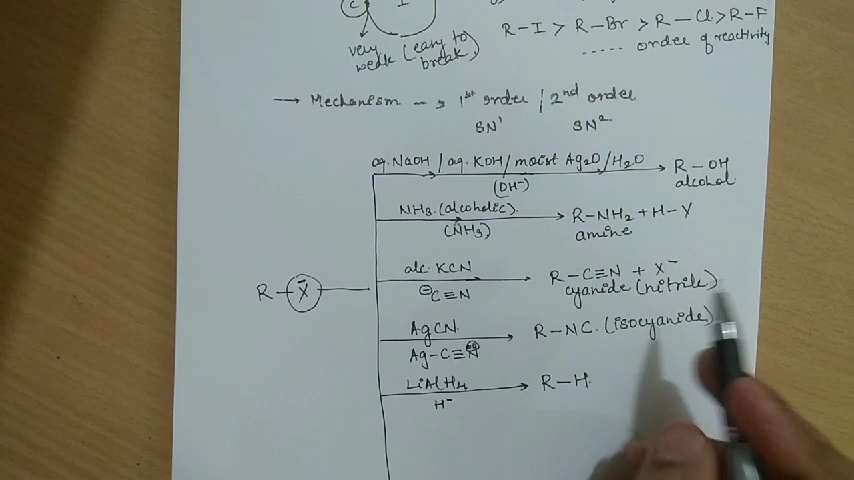 C
very weak (easy to break)
R-I > R-Br > R-Cl > R-F
..... order of reactivity
→ Mechanism → 1st order / 2nd order
SN1 SN2
aq. NaOH / aq. KOH / moist Ag2O / H2O → R-OH
(OH-) alcohol.
NH3 (alcoholic) → R-NH2 + H-X
(NH3) amine
alc. KCN → R-C≡N + X-
⊖C≡N cyanide (nitrile)
R-X
AgCN → R-NC. (isocyanide)
Ag-C≡N
LiAlH4 → R-H.
H-